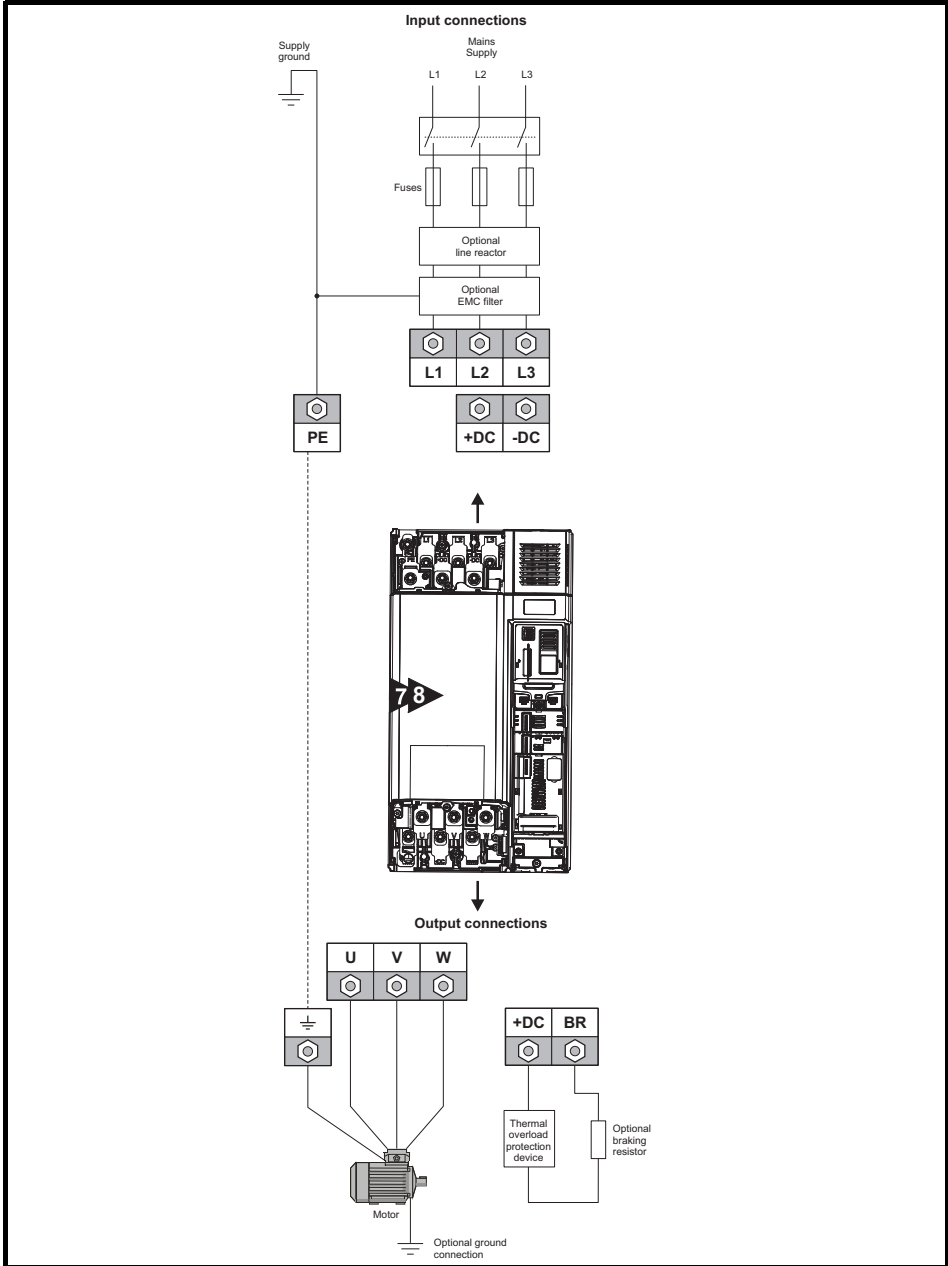 Input connections
Supply
ground
Mains
Supply
L1 L2 L3
Fuses
Optional
line reactor
Optional
EMC filter
L1 L2 L3
PE
+DC -DC
7 8
U V W
Output connections
U V W
+DC BR
Thermal
overload
protection
device
Optional
braking
resistor
Motor
Optional ground
connection